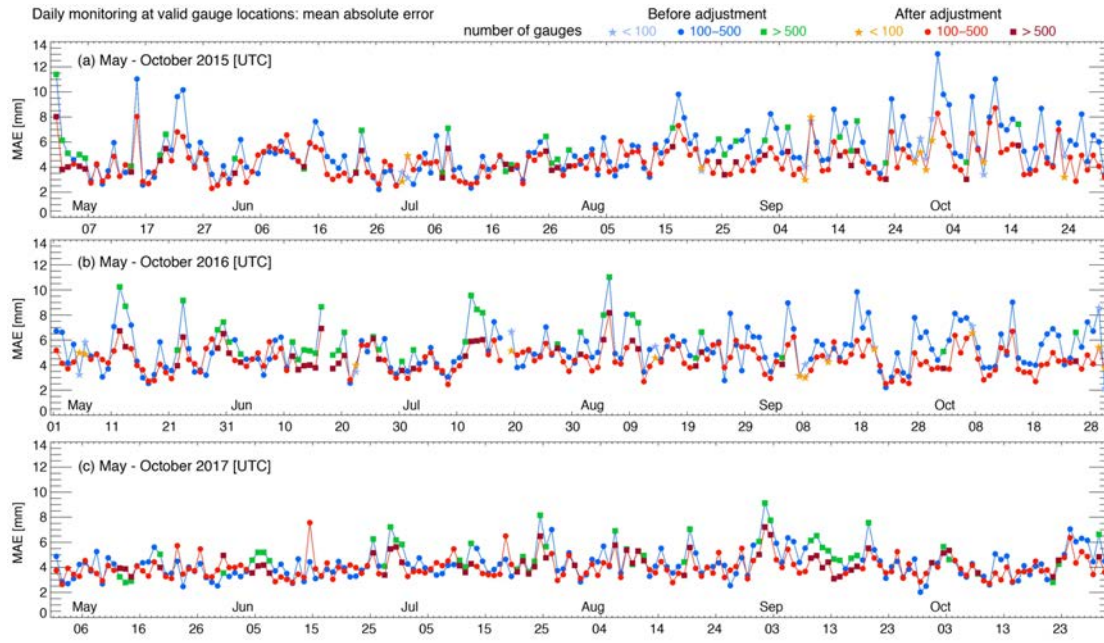 Daily monitoring at valid gauge locations: mean absolute error
Before adjustment After adjustment
number of gauges < 100 100–500 > 500 < 100 100–500 > 500
14
12
10
8
6
4
2
0
MAE [mm]
(a) May - October 2015 [UTC]
May Jun Jul Aug Sep Oct
07 17 27 06 16 26 06 16 26 05 15 25 04 14 24 04 14 24
14
12
10
8
6
4
2
0
MAE [mm]
(b) May - October 2016 [UTC]
May Jun Jul Aug Sep Oct
01 11 21 31 10 20 30 10 20 30 09 19 29 08 18 28 08 18 28
14
12
10
8
6
4
2
0
MAE [mm]
(c) May - October 2017 [UTC]
May Jun Jul Aug Sep Oct
06 16 26 05 15 25 05 15 25 04 14 24 03 13 23 03 13 23